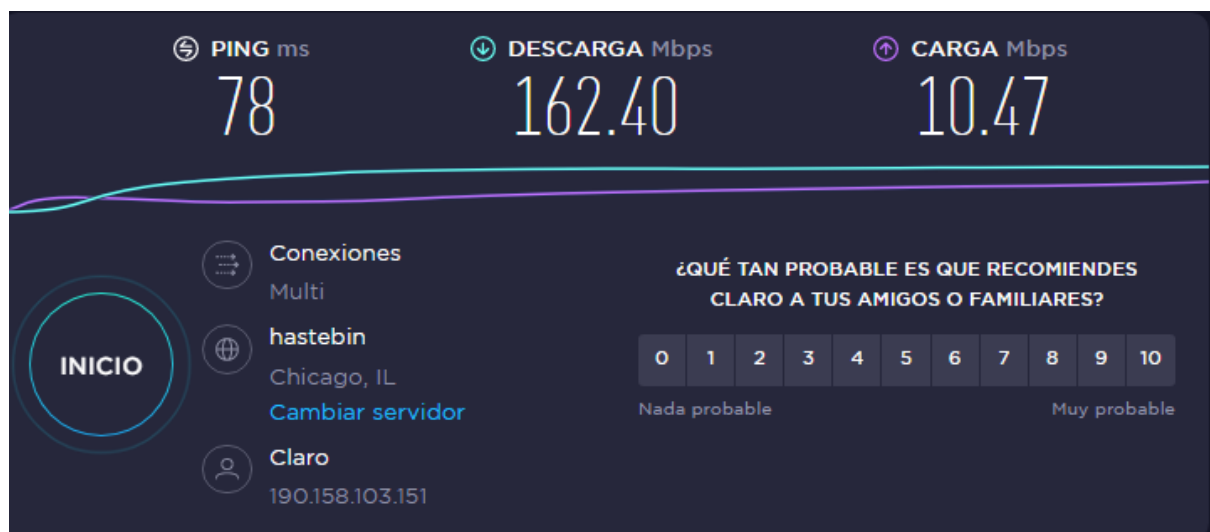 PING ms
78
DESCARGA Mbps
162.40
CARGA Mbps
10.47
INICIO
Conexiones
Multi
hastebin
Chicago, IL
Cambiar servidor
Claro
190.158.103.151
¿QUÉ TAN PROBABLE ES QUE RECOMIENDES
CLARO A TUS AMIGOS O FAMILIARES?
0 1 2 3 4 5 6 7 8 9 10
Nada probable
Muy probable